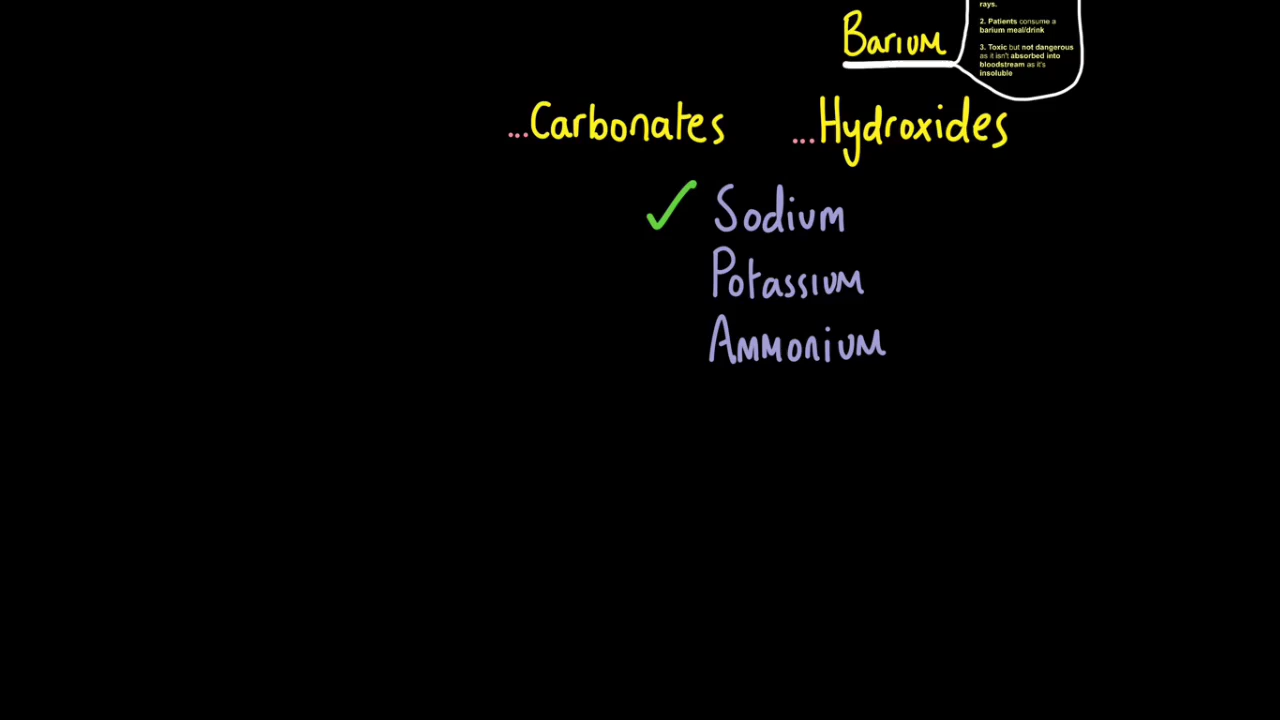 rays.
2. Patients consume a
barium meal/drink
3. Toxic but not dangerous
as it isn't absorbed into
bloodstream as it's
insoluble
Barium
...Carbonates ...Hydroxides
Sodium
Potassium
Ammonium